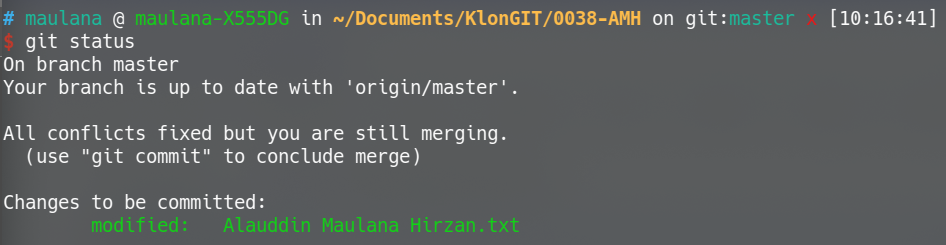 # maulana @ maulana-X555DG in ~/Documents/KlonGIT/0038-AMH on git:master x [10:16:41]
$ git status
On branch master
Your branch is up to date with 'origin/master'.
All conflicts fixed but you are still merging.
(use "git commit" to conclude merge)
Changes to be committed:
modified: Alauddin Maulana Hirzan.txt